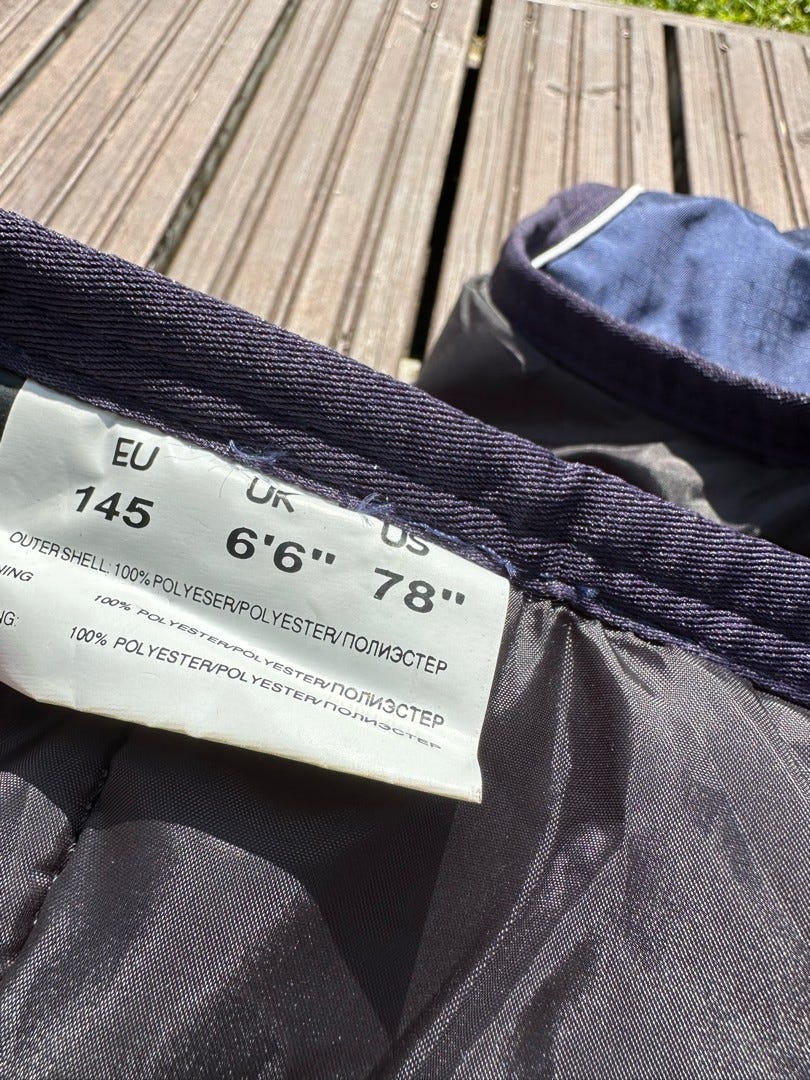 EU UK US
145 6'6" 78"
OUTER SHELL: 100% POLYESER/POLYESTER/ПОЛИЭСТЕР
NING 100% POLYESTER/POLYESTER/ПОЛИЭСТЕР
G: 100% POLYESTER/POLYESTER/ПОЛИЭСТЕР